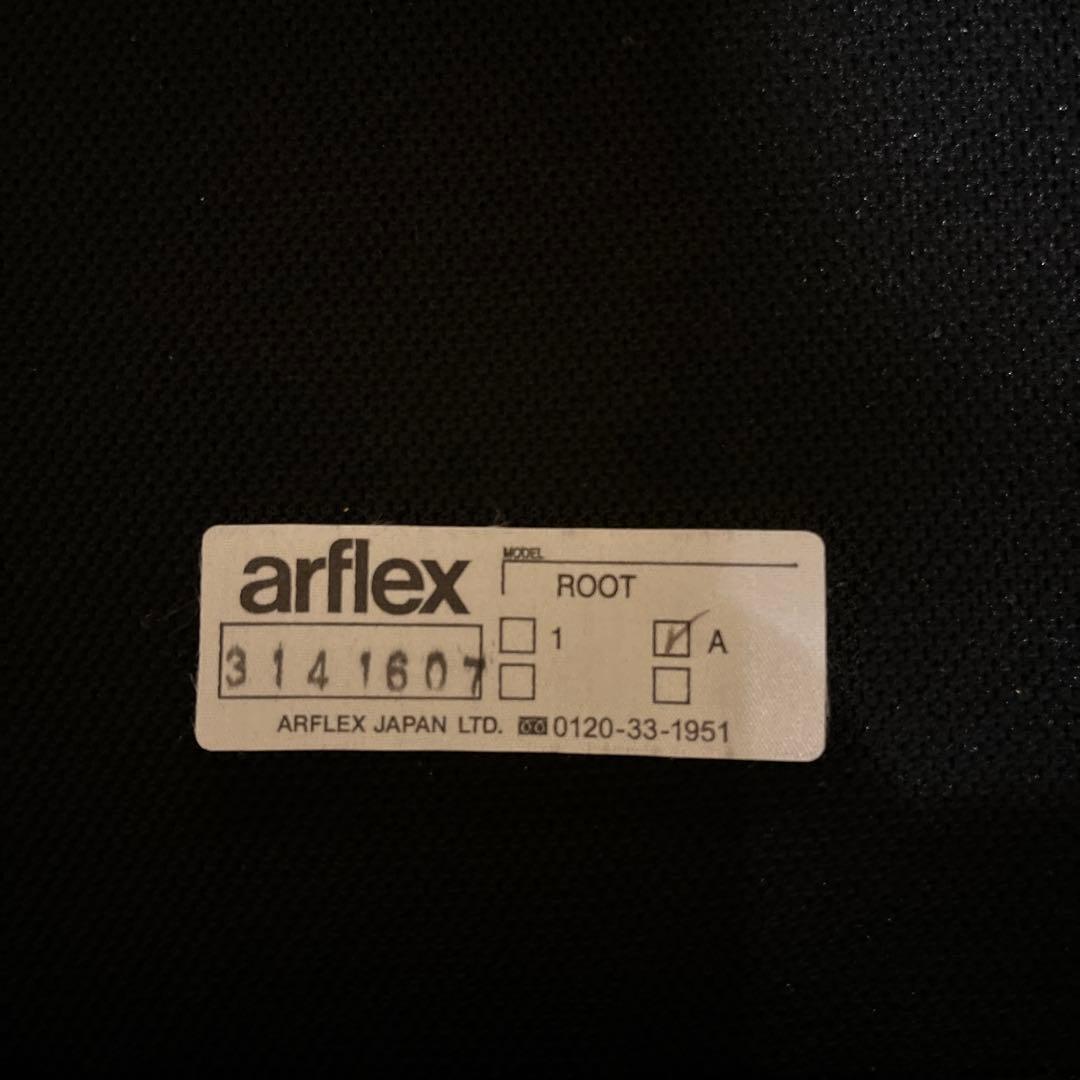 arflex
MODEL
ROOT
1
A
3141607
ARFLEX JAPAN LTD. 0120-33-1951